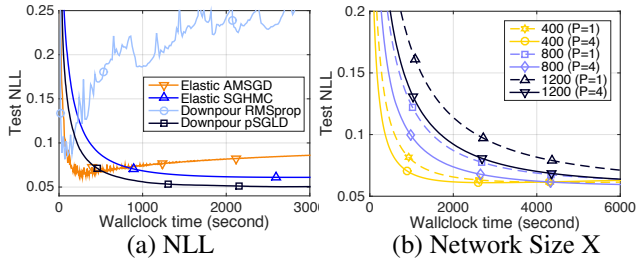 0.25
0.2
0.15
0.1
0.05
Test NLL
Elastic AMSGD
Elastic SGHMC
Downpour RMSprop
Downpour pSGLD
0 1000 2000 3000
Wallclock time (second)
(a) NLL
0.2
0.15
0.1
0.05
Test NLL
400 (P=1)
400 (P=4)
800 (P=1)
800 (P=4)
1200 (P=1)
1200 (P=4)
0 2000 4000 6000
Wallclock time (second)
(b) Network Size X